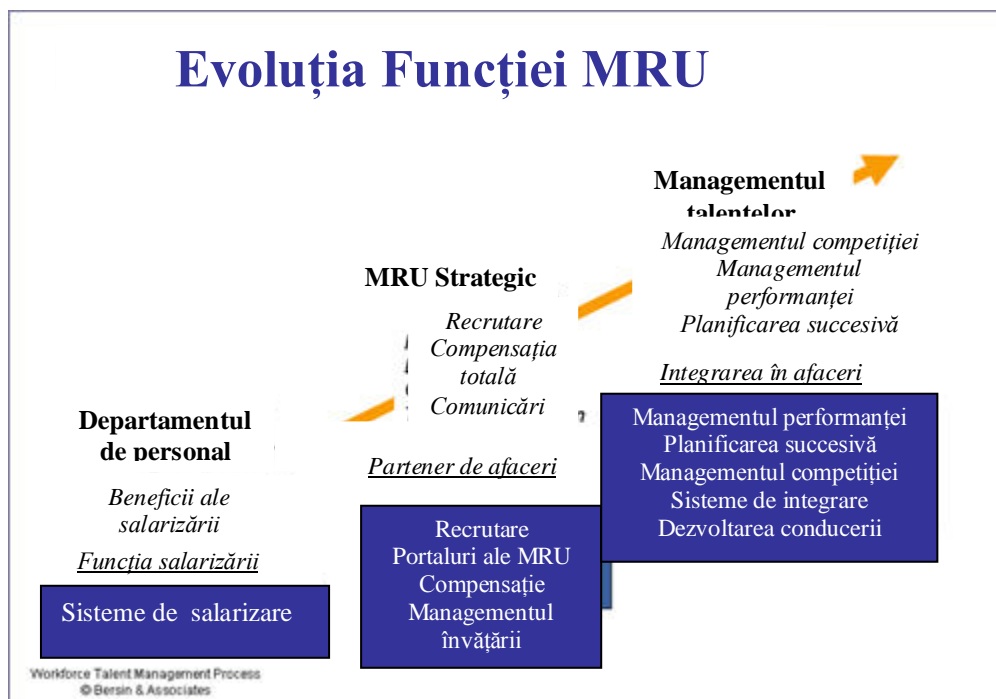 Evoluția Funcției MRU
Managementul
talentelor
Managementul competiției
Managementul
performanței
Planificarea succesivă
Integrarea în afaceri
Managementul performanței
Planificarea succesivă
Managementul competiției
Sisteme de integrare
Dezvoltarea conducerii
MRU Strategic
Recrutare
Compensația
totală
Comunicări
Partener de afaceri
Recrutare
Portaluri ale MRU
Compensație
Managementul
învățării
Departamentul
de personal
Beneficii ale
salarizării
Funcția salarizării
Sisteme de salarizare
Workforce Talent Management Process
© Bersin & Associates